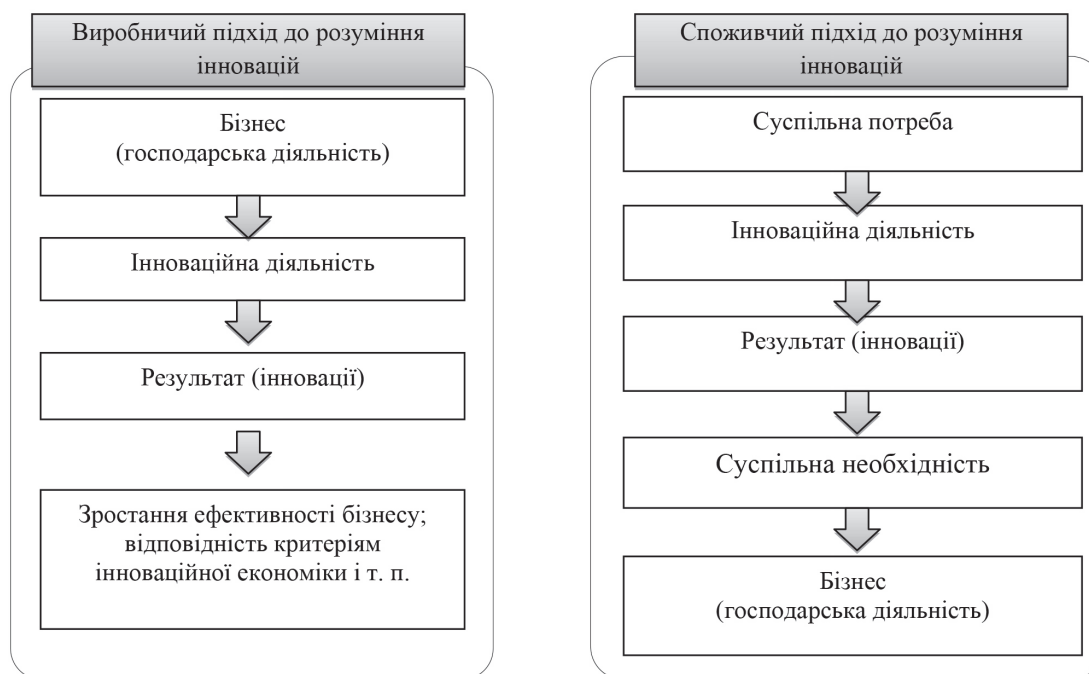 Виробничий підхід до розуміння
інновацій
Бізнес
(господарська діяльність)
Інноваційна діяльність
Результат (інновації)
Зростання ефективності бізнесу;
відповідність критеріям
інноваційної економіки і т. п.
Споживчий підхід до розуміння
інновацій
Суспільна потреба
Інноваційна діяльність
Результат (інновації)
Суспільна необхідність
Бізнес
(господарська діяльність)